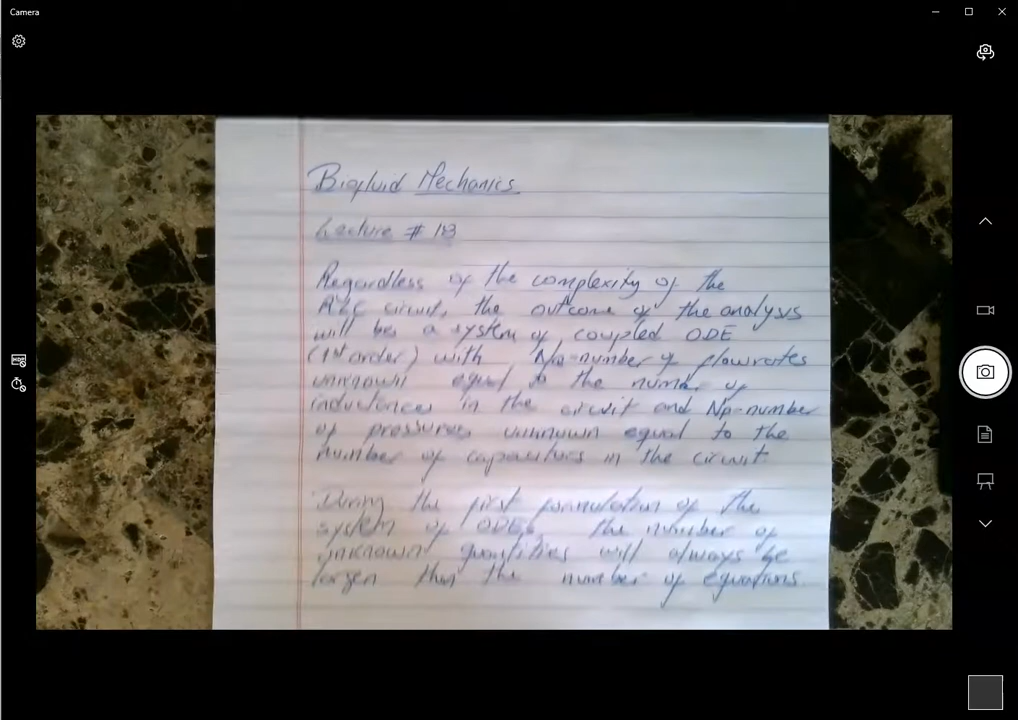 Camera
Biofluid Mechanics
Lecture # 18
Regardless of the complexity of the
RLC circuit, the outcome of the analysis
will be a system of coupled ODE
(1st order) with NQ-number of flowrates
unknown equal to the number of
inductances in the circuit and Np-number
of pressures unknown equal to the
number of capacitors in the circuit.
During the first formulation of the
system of ODEs, the number of
unknown quantities will always be
larger than the number of equations.